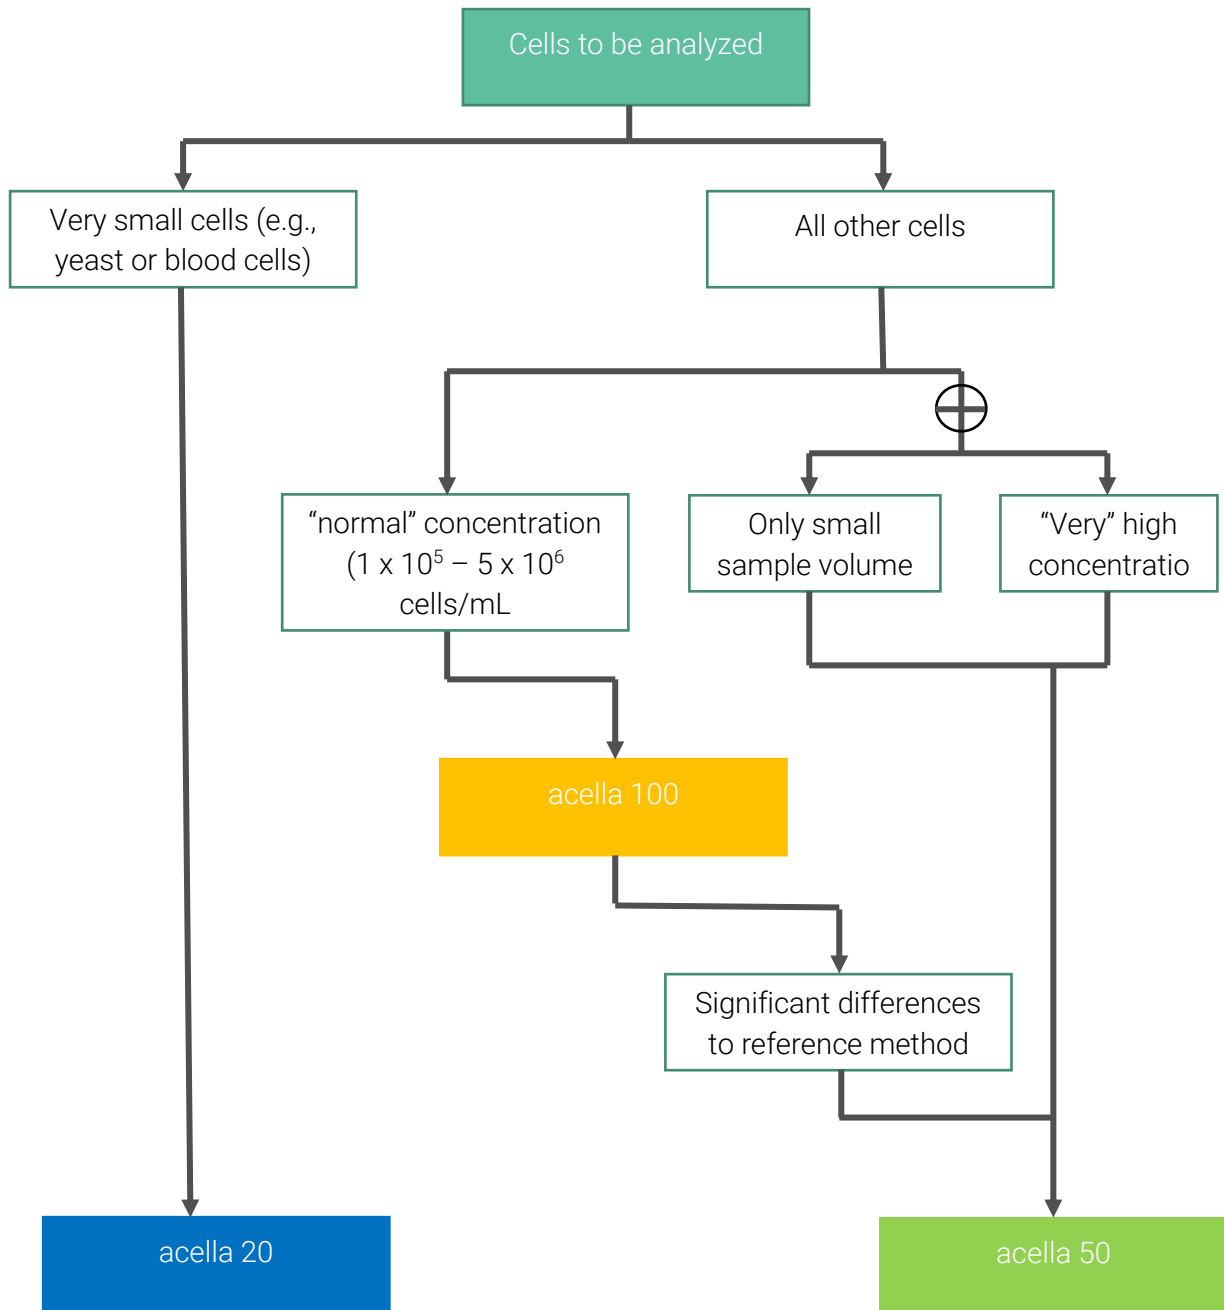 Cells to be analyzed
Very small cells (e.g.,
yeast or blood cells)
All other cells
“normal” concentration
(1 x 10⁵ – 5 x 10⁶
cells/mL
Only small
sample volume
“Very” high
concentratio
acella 100
Significant differences
to reference method
acella 20
acella 50